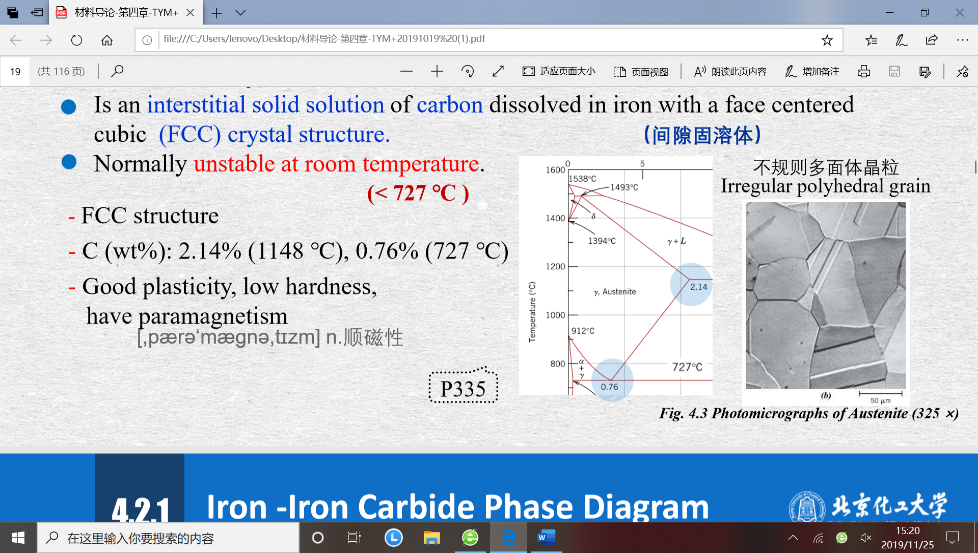 材料导论-第四章-TYM+
file:///C:/Users/lenovo/Desktop/材料导论-第四章-TYM+20191019%20(1).pdf
19 (共 116 页) 适应页面大小 页面视图 朗读此页内容 增加备注
Is an interstitial solid solution of carbon dissolved in iron with a face centered
cubic (FCC) crystal structure.
(间隙固溶体)
Normally unstable at room temperature.
(< 727 ℃ )
- FCC structure
- C (wt%): 2.14% (1148 ℃), 0.76% (727 ℃)
- Good plasticity, low hardness,
have paramagnetism
[ˌpærə'mægnəˌtɪzm] n.顺磁性
P335
0 5
1600
1538°C
1493°C
δ
1400
1394°C
γ + L
1200
2.14
γ, Austenite
Temperature (°C)
1000
912°C
800
α
+
γ
727°C
0.76
不规则多面体晶粒
Irregular polyhedral grain
(b)
50 μm
Fig. 4.3 Photomicrographs of Austenite (325 ×)
4.2.1 Iron -Iron Carbide Phase Diagram
北京化工大学
在这里输入你要搜索的内容
15:20
2019/11/25